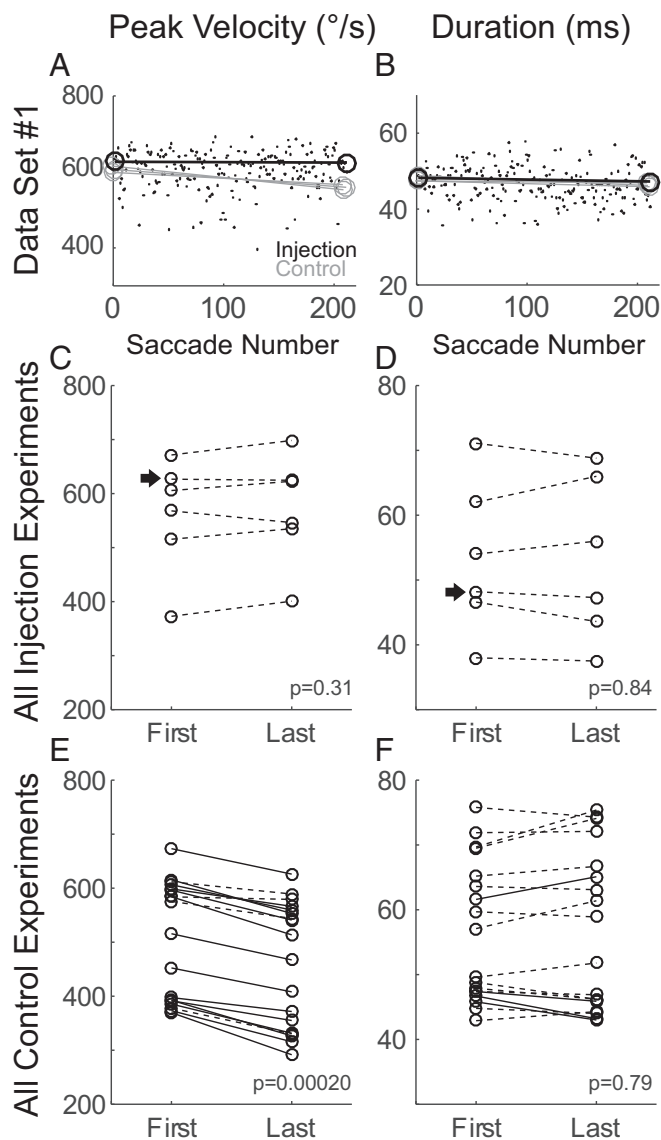 Peak Velocity (°/s) Duration (ms)
A B
Data Set #1
800
600
400
0 100 200
Saccade Number
Injection
Control
60
40
20
0 100 200
Saccade Number
C D
All Injection Experiments
800
600
400
200
First Last
p=0.31
80
60
40
First Last
p=0.84
E F
All Control Experiments
800
600
400
200
First Last
p=0.00020
80
60
40
First Last
p=0.79